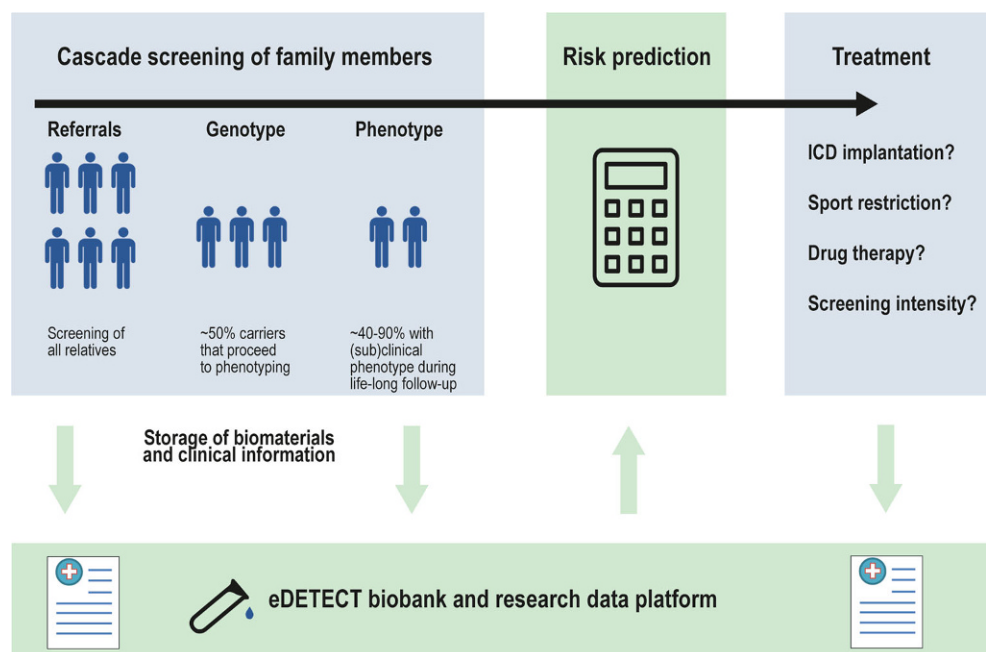 Cascade screening of family members
Risk prediction
Treatment
Referrals
Genotype
Phenotype
Screening of
all relatives
~50% carriers
that proceed
to phenotyping
~40-90% with
(sub)clinical
phenotype during
life-long follow-up
ICD implantation?
Sport restriction?
Drug therapy?
Screening intensity?
Storage of biomaterials
and clinical information
eDETECT biobank and research data platform